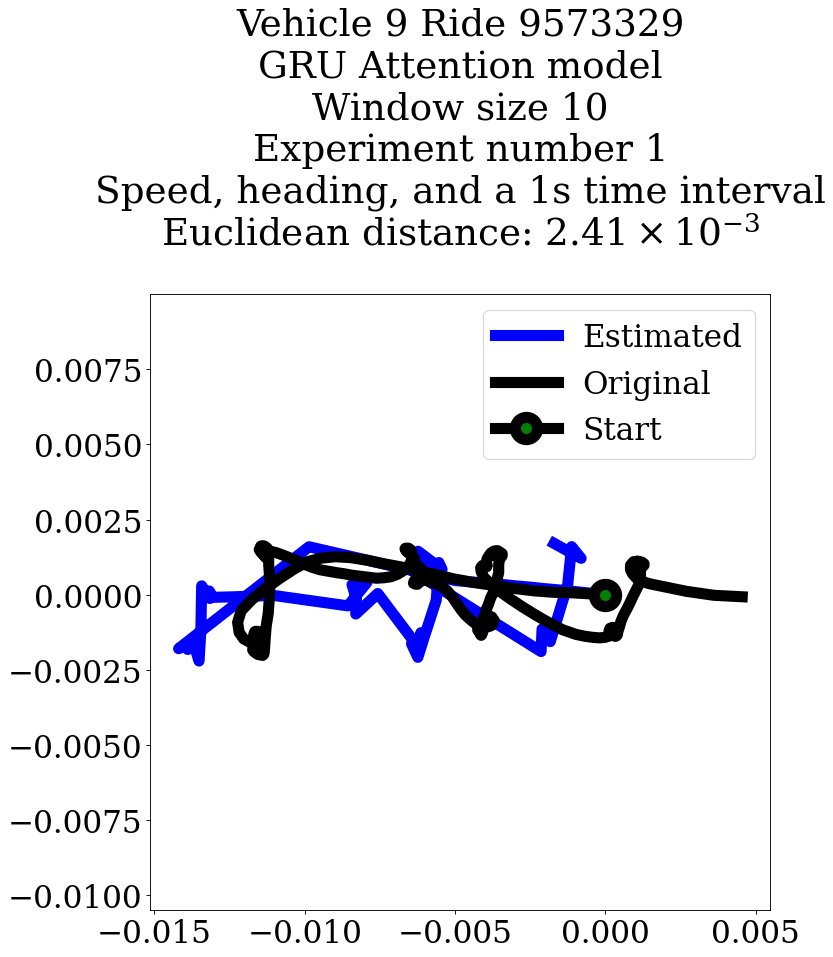 Vehicle 9 Ride 9573329
GRU Attention model
Window size 10
Experiment number 1
Speed, heading, and a 1s time interval
Euclidean distance: 2.41 × 10⁻³
Estimated
Original
Start
0.0075
0.0050
0.0025
0.0000
−0.0025
−0.0050
−0.0075
−0.0100
−0.015 −0.010 −0.005 0.000 0.005